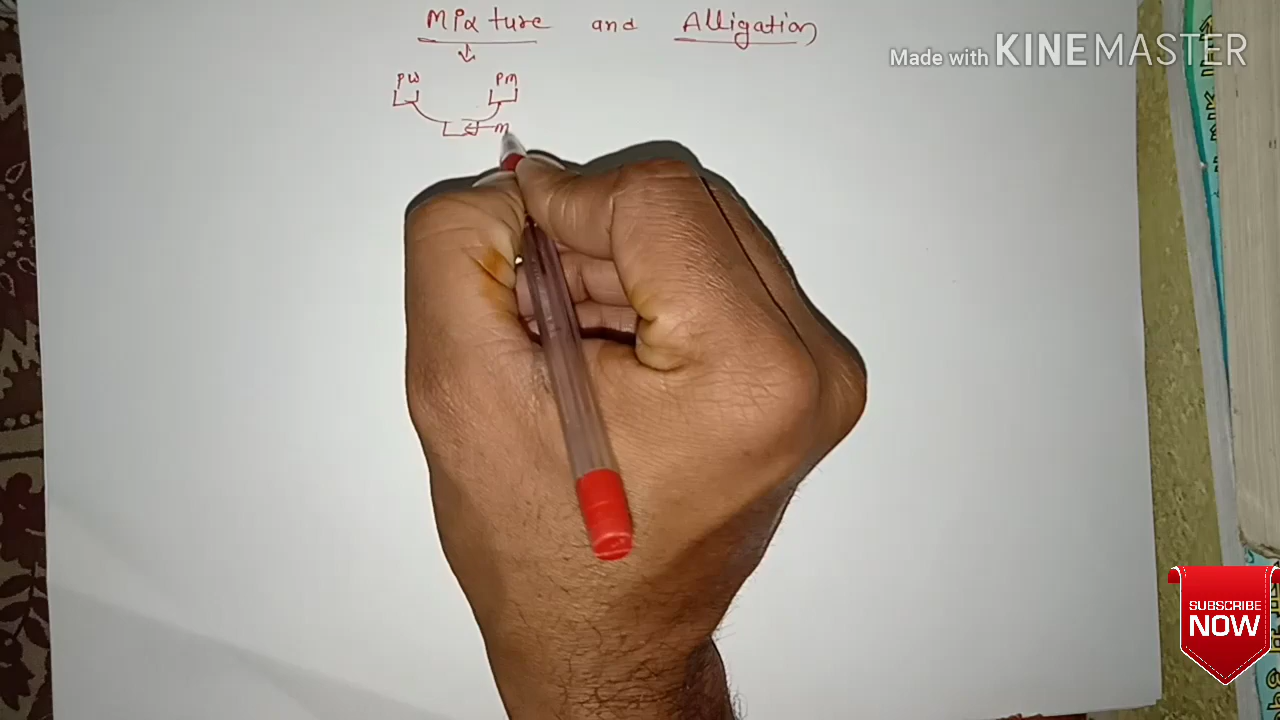 Mixture and Alligation
Made with KINEMASTER
PW PM
m
SUBSCRIBE
NOW